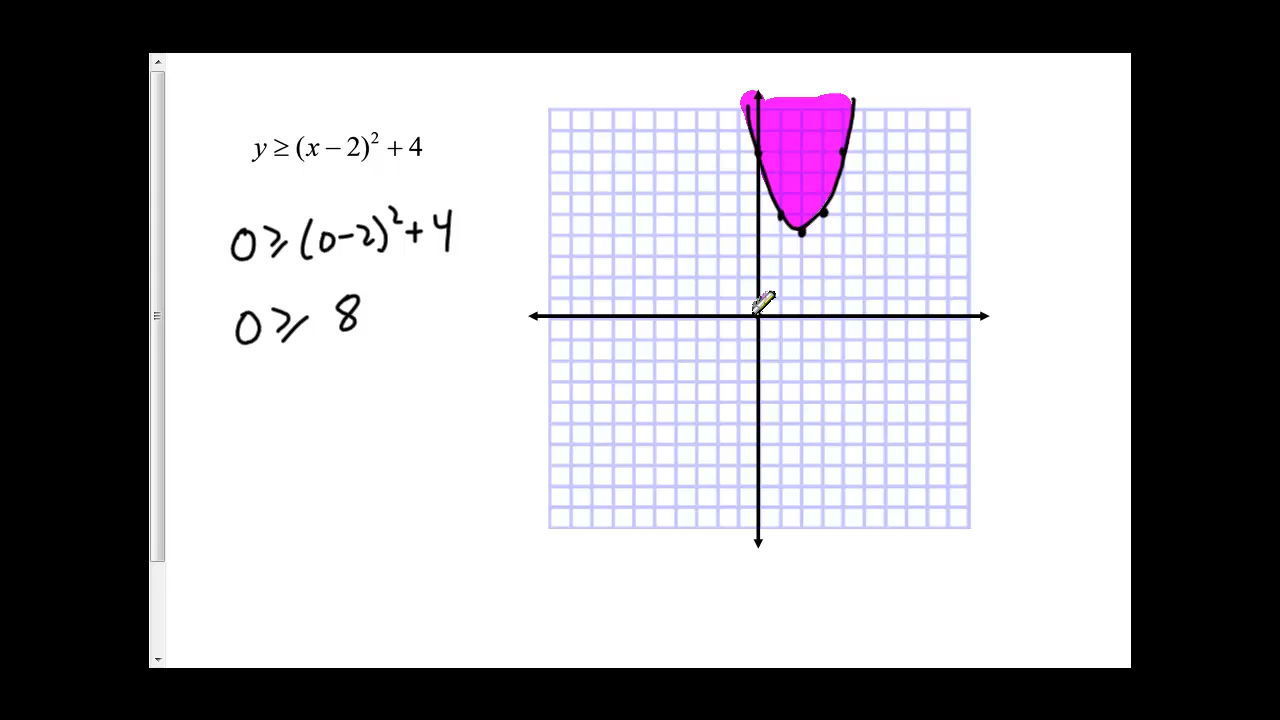 y ≥ (x − 2)² + 4
0 ≥ (0-2)² + 4
0 ≥ 8